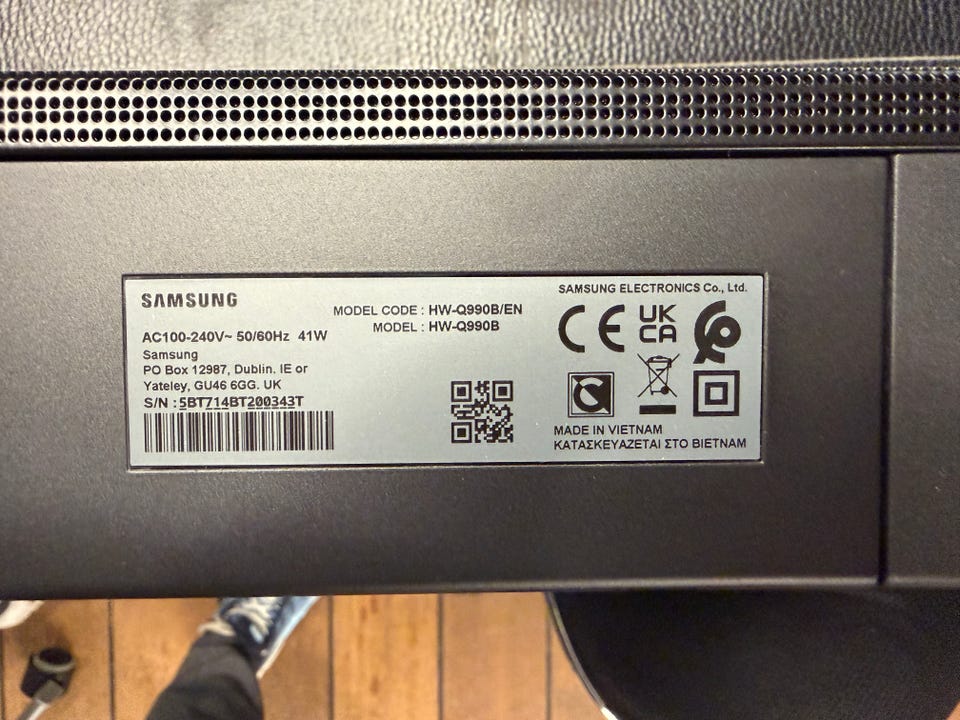 SAMSUNG
AC100-240V~ 50/60Hz 41W
Samsung
PO Box 12987, Dublin. IE or
Yateley, GU46 6GG. UK
S/N : 5BT714BT200343T
MODEL CODE : HW-Q990B/EN
MODEL : HW-Q990B
SAMSUNG ELECTRONICS Co., Ltd.
CE UK CA
MADE IN VIETNAM
ΚΑΤΑΣΚΕΥΑΖΕΤΑΙ ΣΤΟ ΒΙΕΤΝΑΜ